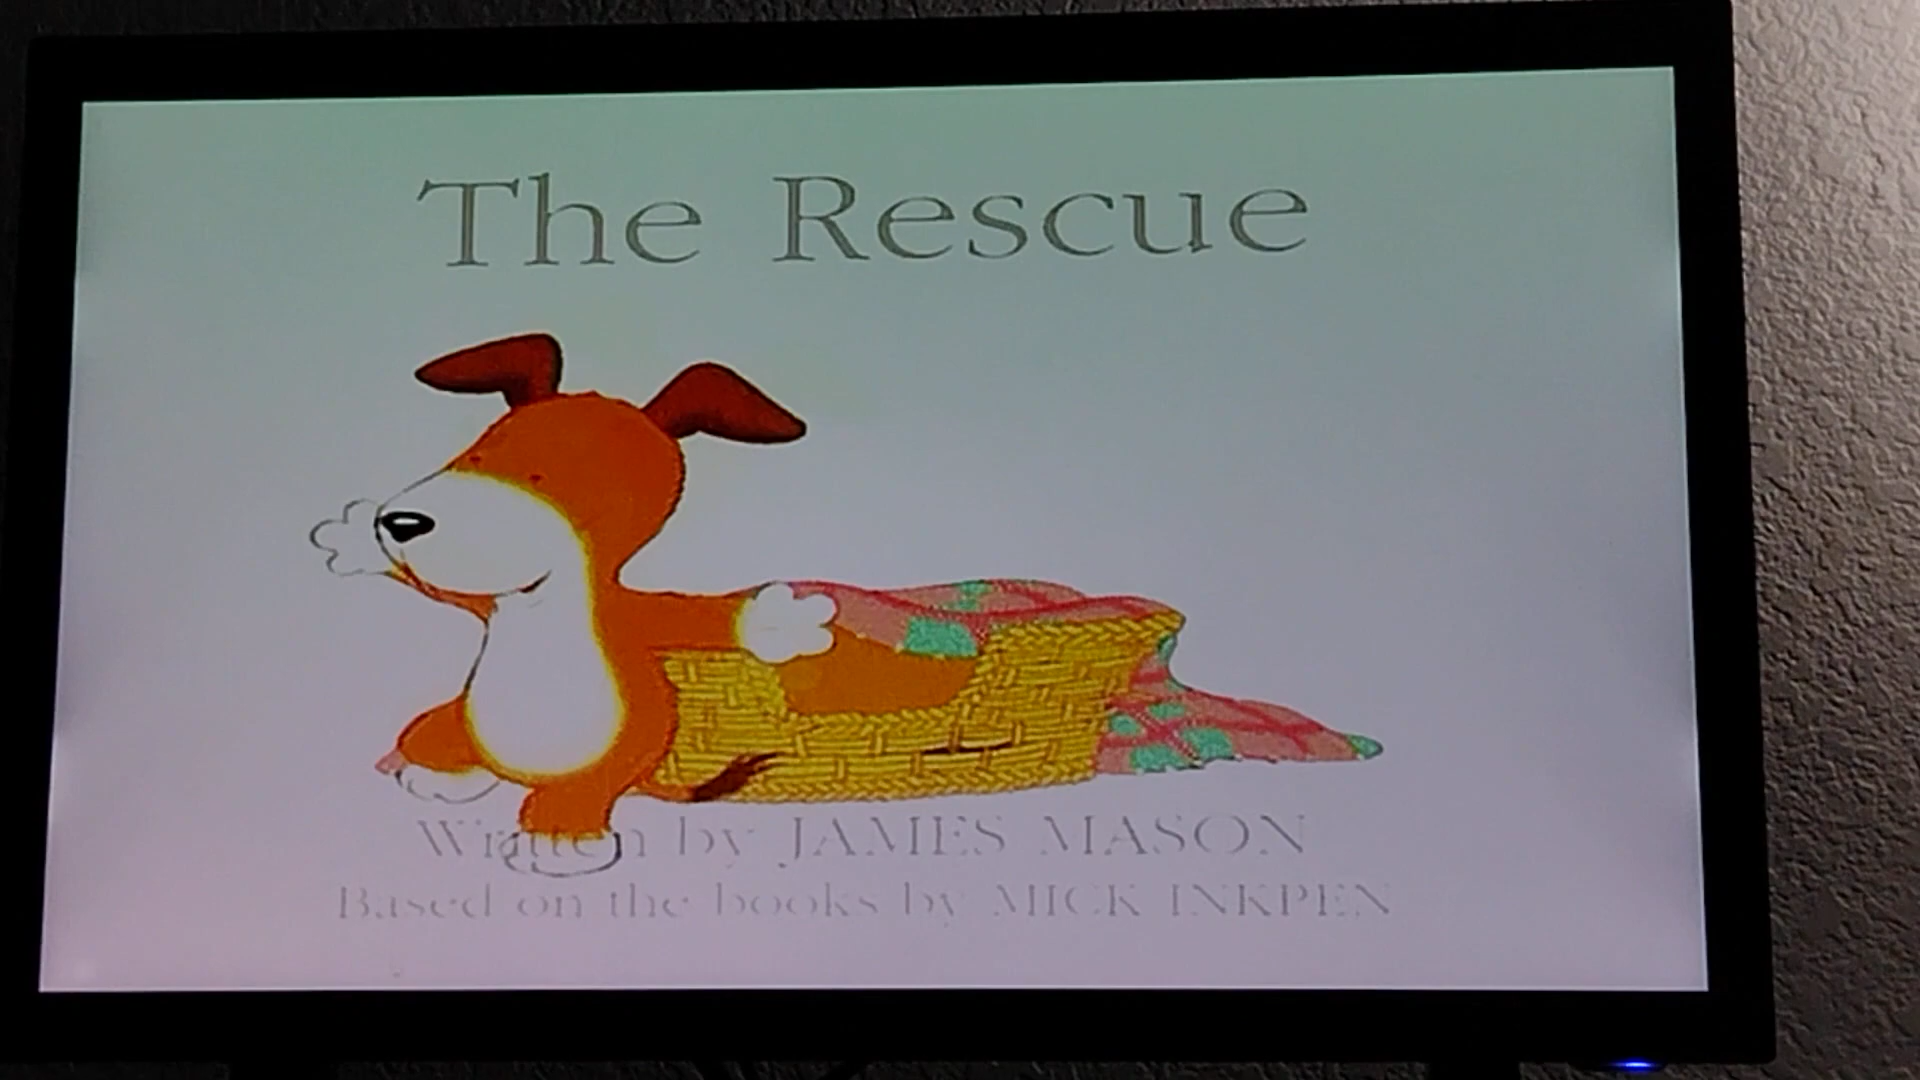 The Rescue
Written by JAMES MASON
Based on the books by MICK INKPEN